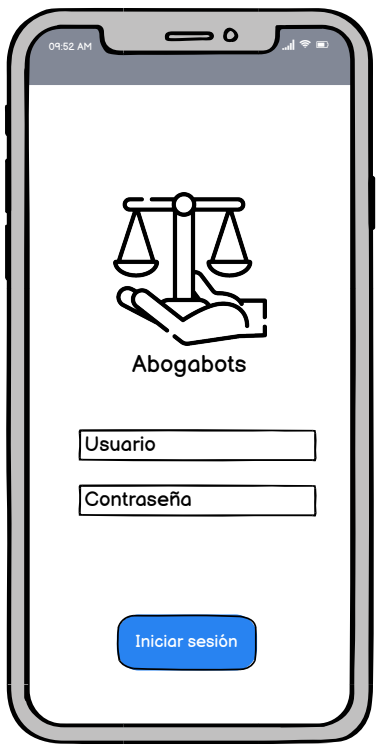 09:52 AM
Abogabots
Usuario
Contraseña
Iniciar sesión